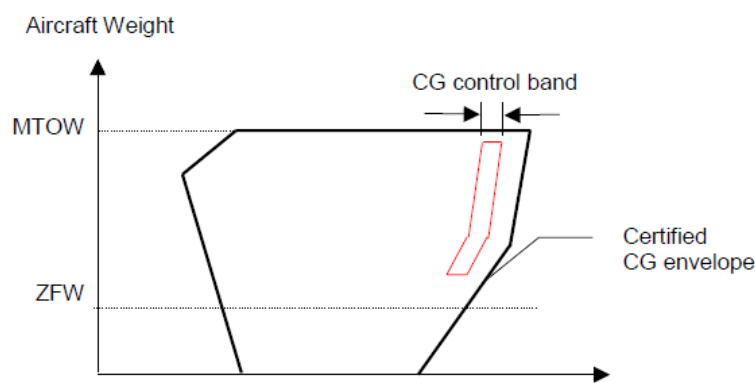 Aircraft Weight
CG control band
MTOW
Certified
CG envelope
ZFW